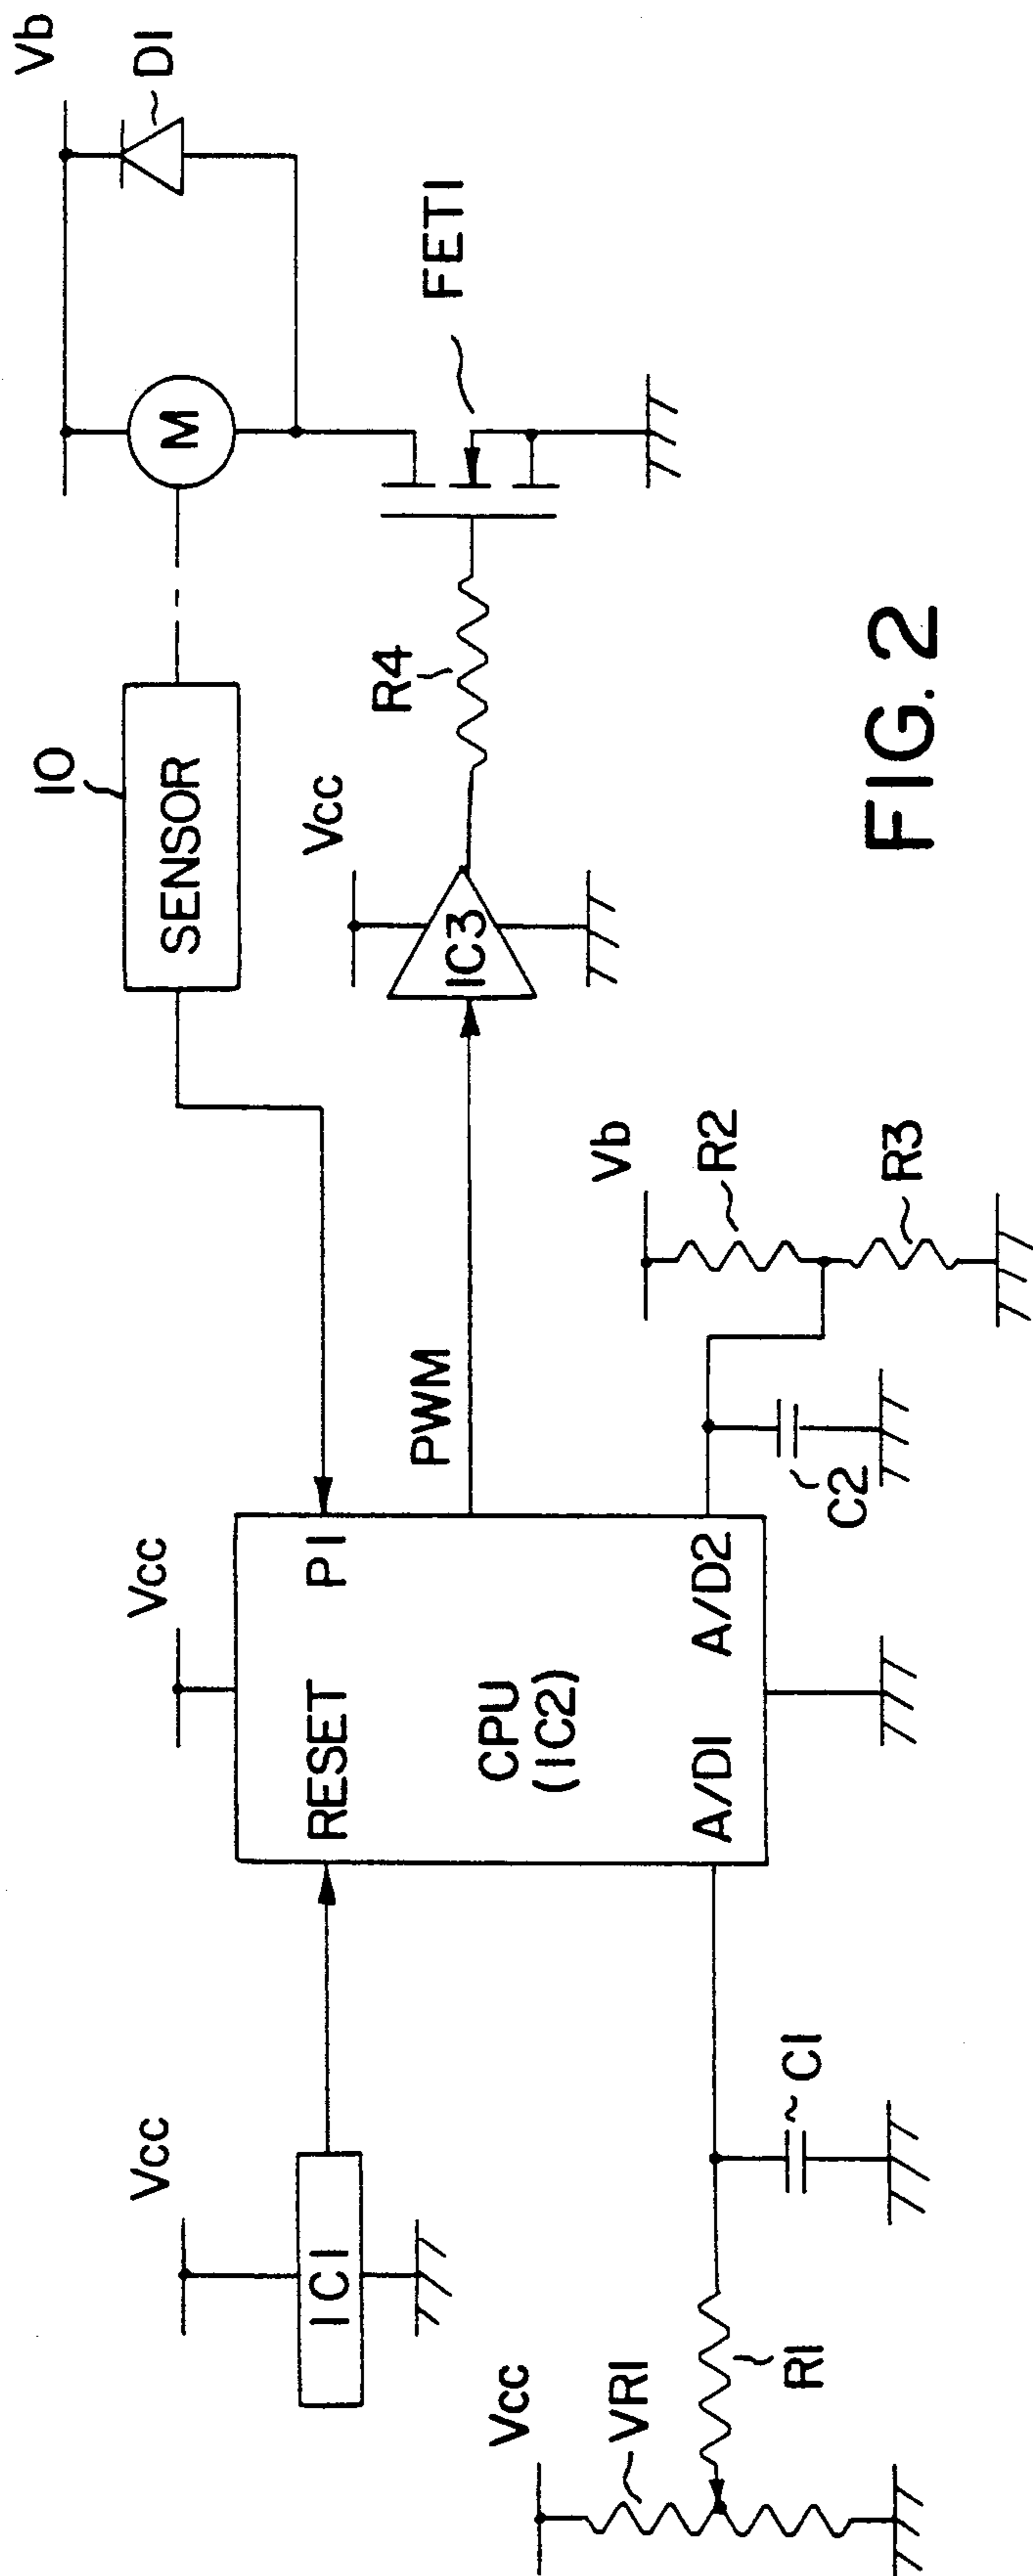 Vb
D1
M
FET1
10
SENSOR
R4
Vcc
IC3
Vcc
PWM
Vb
R2
R3
C2
RESET
P1
CPU
(IC2)
A/D1
A/D2
Vcc
IC1
C1
Vcc
VR1
R1
FIG. 2